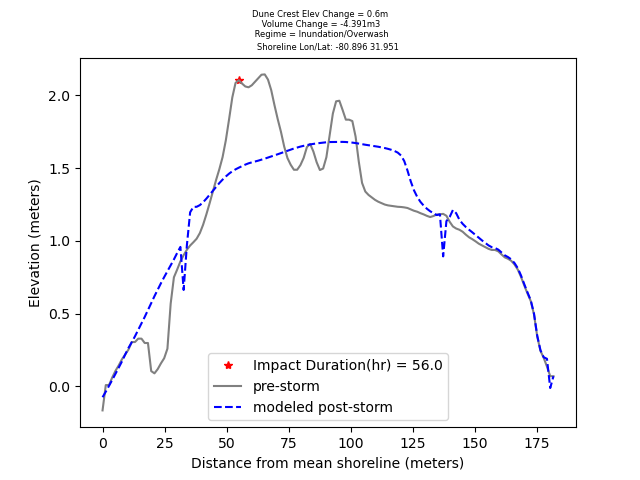 Dune Crest Elev Change = 0.6m
Volume Change = -4.391m3
Regime = Inundation/Overwash
Shoreline Lon/Lat: -80.896 31.951
2.0
1.5
1.0
0.5
0.0
Elevation (meters)
Impact Duration(hr) = 56.0
pre-storm
modeled post-storm
0 25 50 75 100 125 150 175
Distance from mean shoreline (meters)